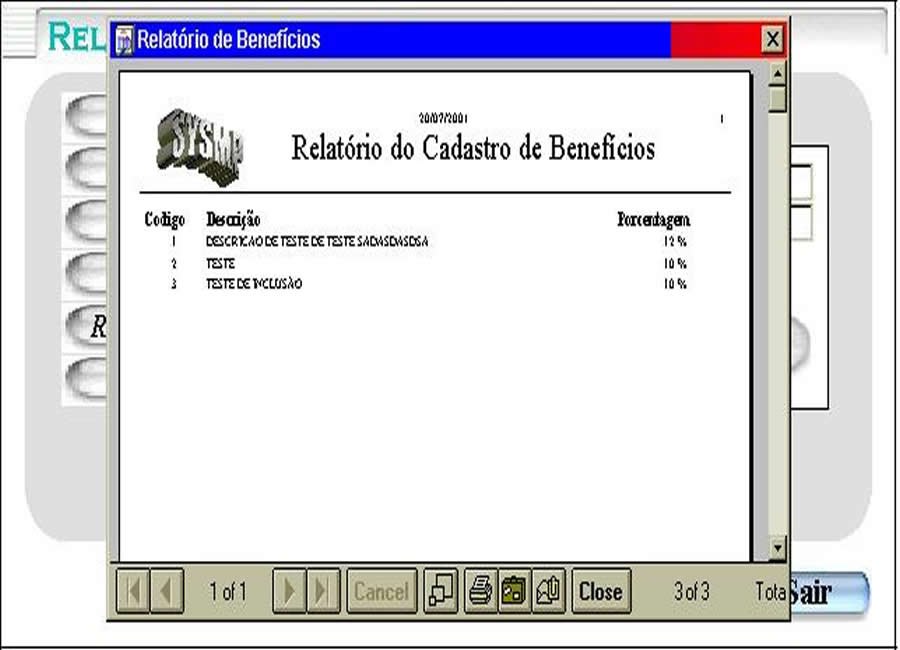 REL
Relatório de Benefícios
X
20/07/2001
1
SYSMP
Relatório do Cadastro de Benefícios
Codigo Descrição Porcentagem
1 DESCRICAO DE TESTE DE TESTE SADASDASDSA 12 %
2 TESTE 10 %
3 TESTE DE INCLUSÃO 10 %
R
1 of 1
Cancel
Close
3 of 3
Tota
Sair